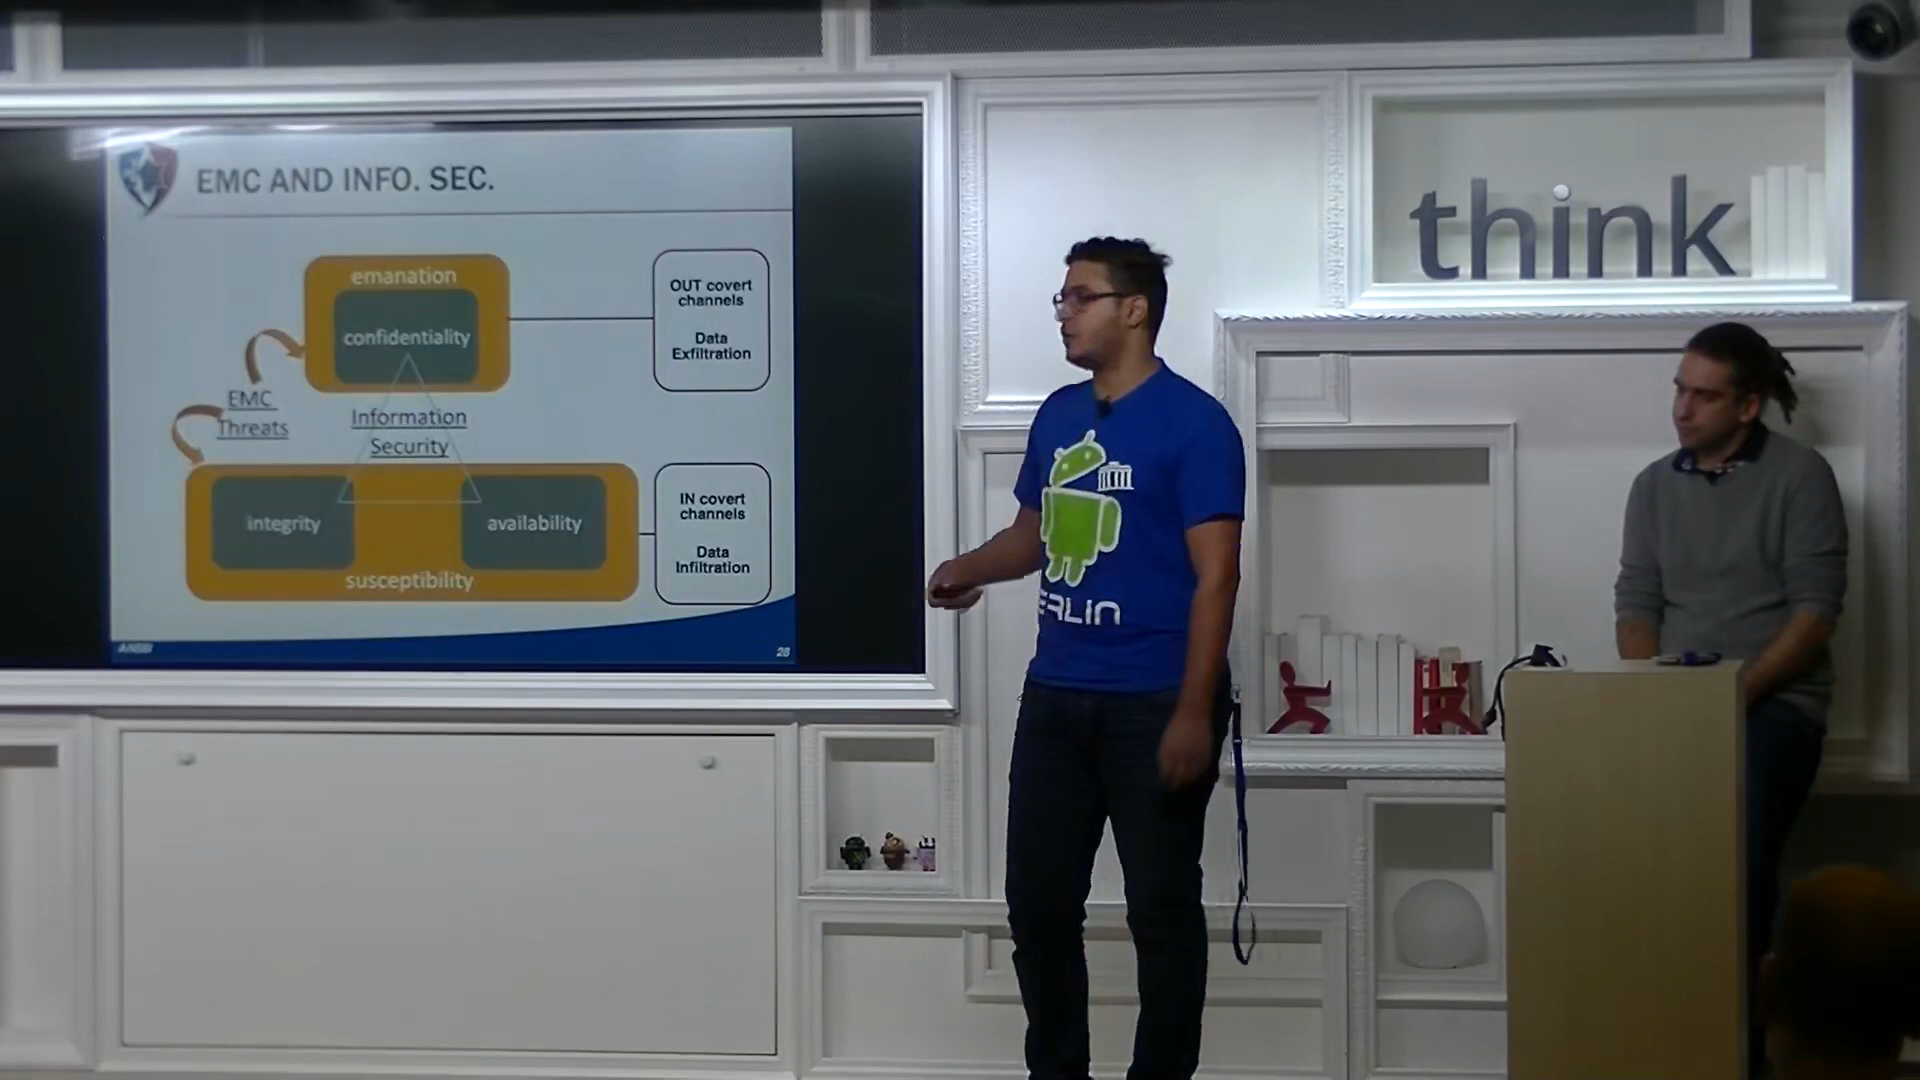 EMC AND INFO. SEC.
emanation
confidentiality
OUT covert
channels
Data
Exfiltration
EMC
Threats
Information
Security
integrity
availability
susceptibility
IN covert
channels
Data
Infiltration
ANSSI
28
think
ERLIN